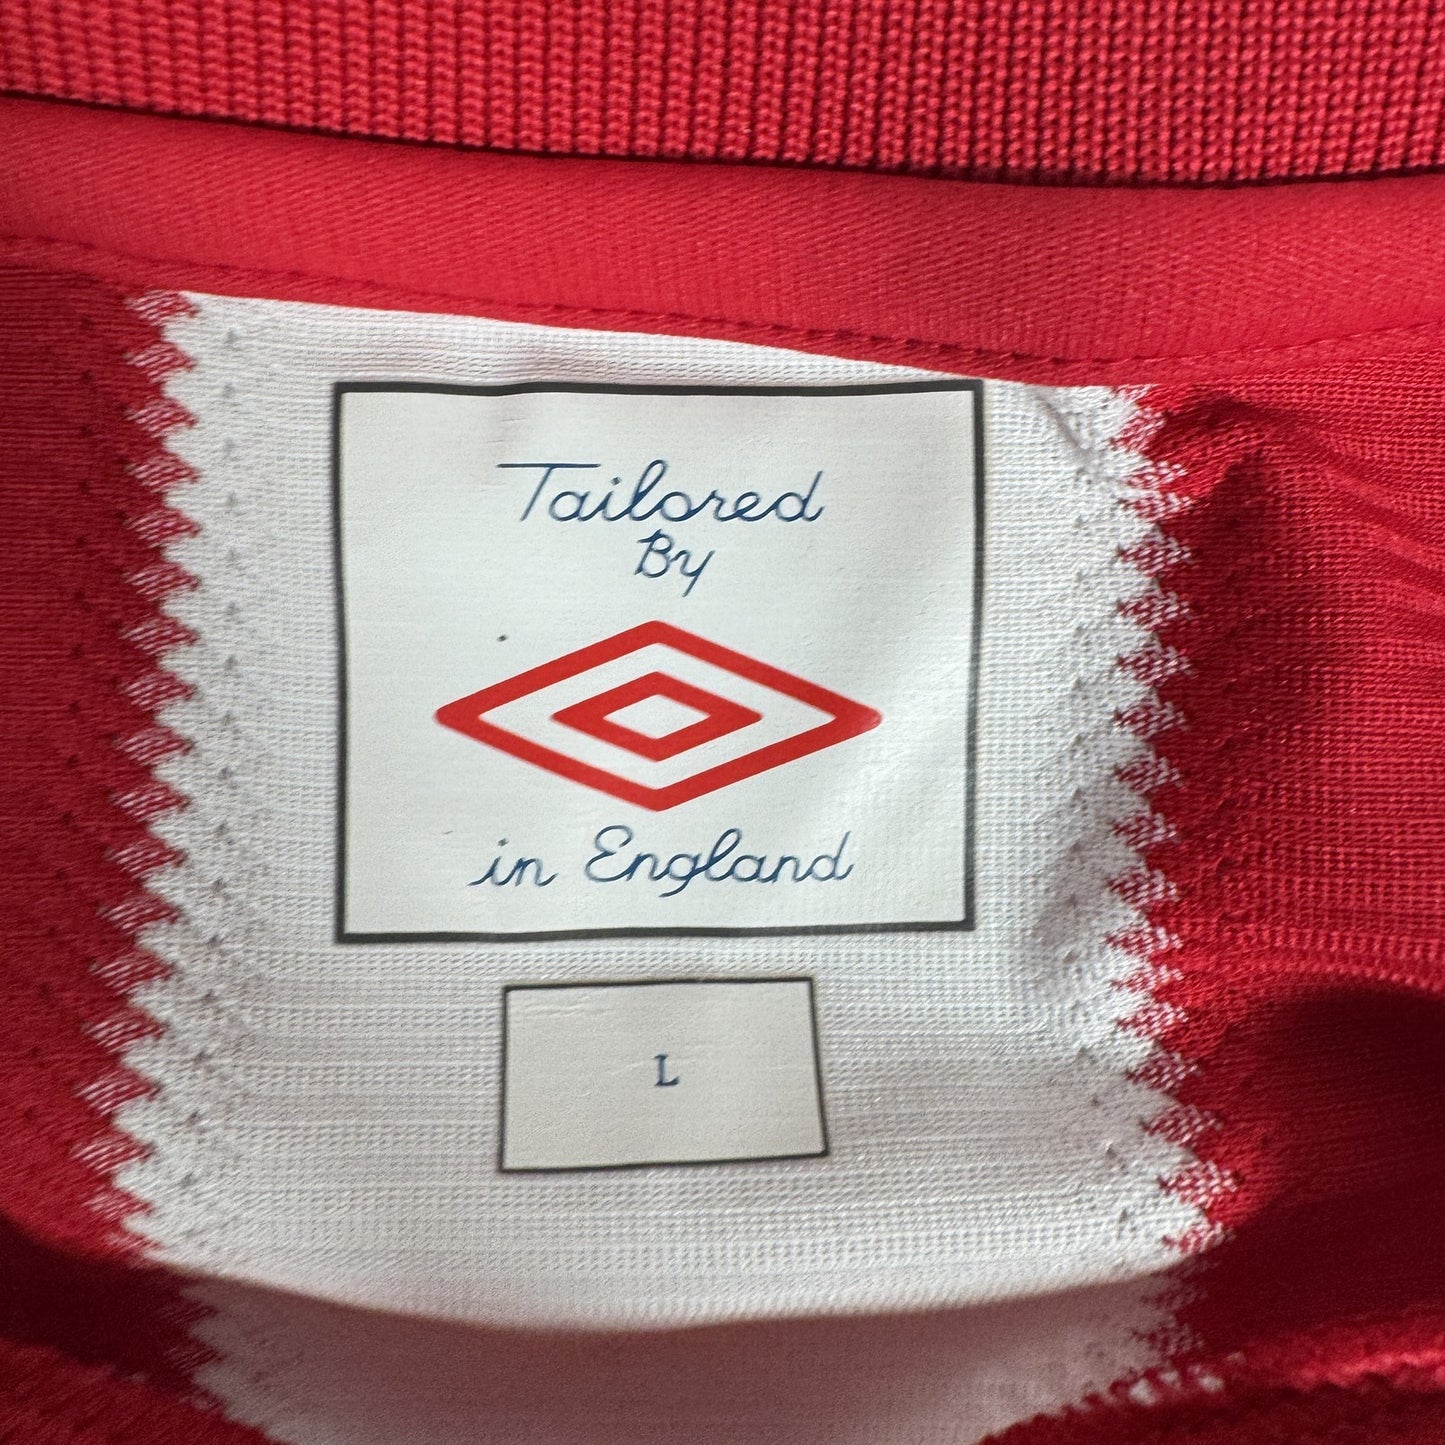 Tailored
By
in England
L